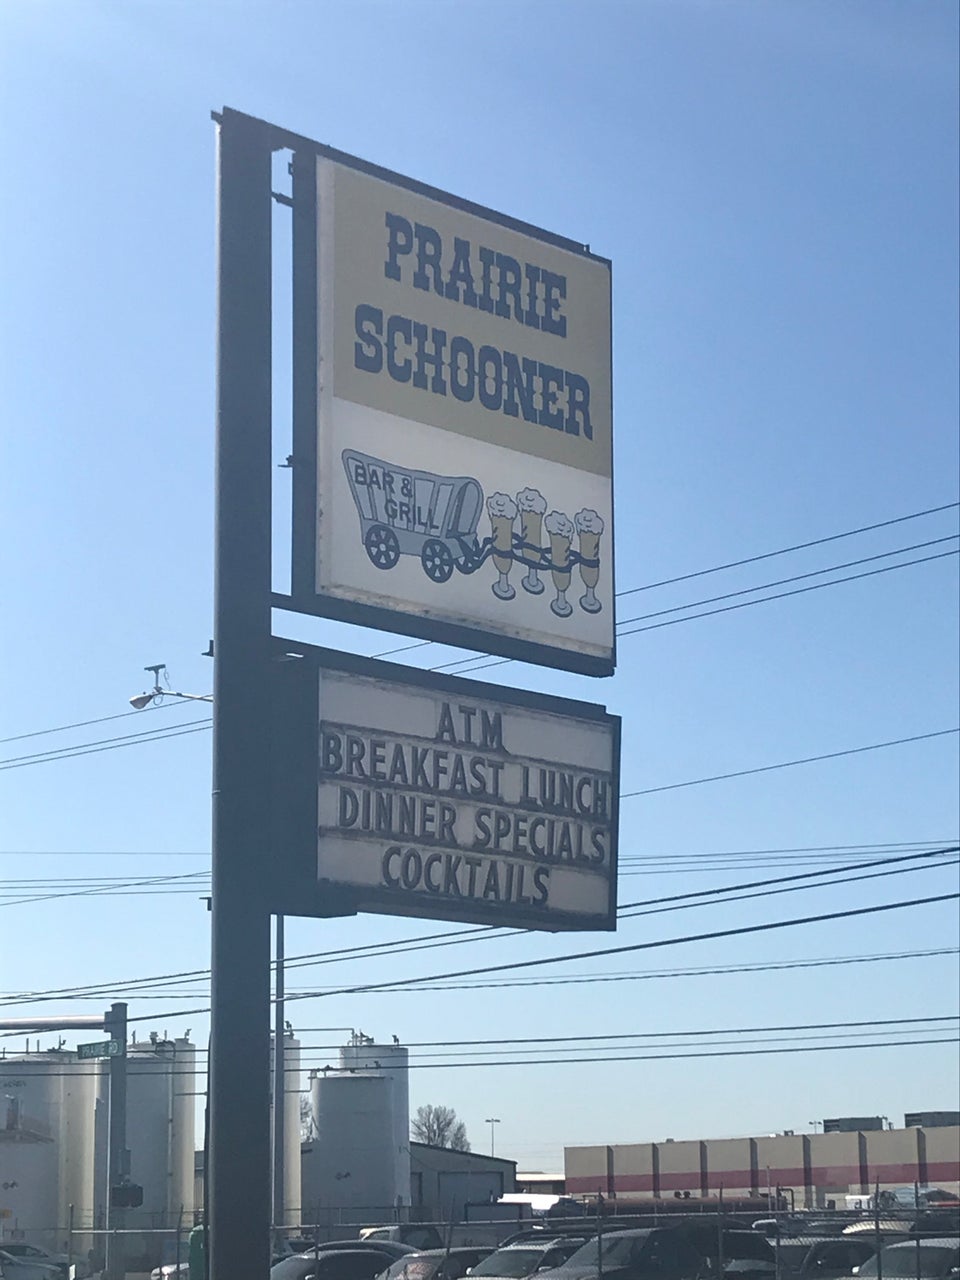 PRAIRIE
SCHOONER
BAR &
GRILL
ATM
BREAKFAST LUNCH
DINNER SPECIALS
COCKTAILS